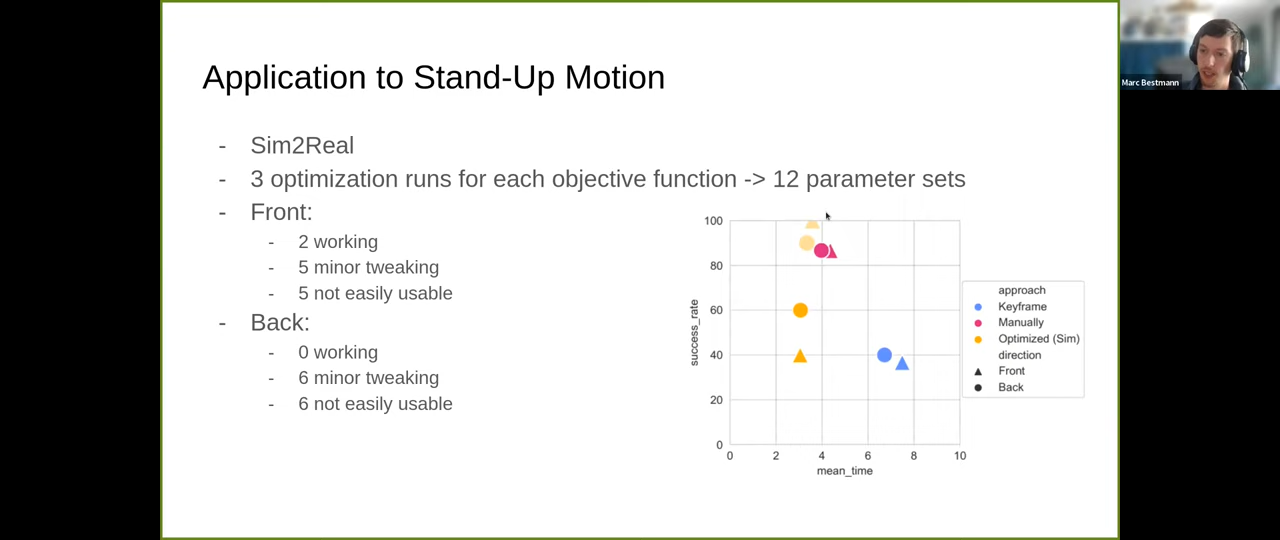 Application to Stand-Up Motion
- Sim2Real
- 3 optimization runs for each objective function -> 12 parameter sets
- Front:
- 2 working
- 5 minor tweaking
- 5 not easily usable
- Back:
- 0 working
- 6 minor tweaking
- 6 not easily usable
100
80
60
40
20
0
success_rate
0 2 4 6 8 10
mean_time
approach
Keyframe
Manually
Optimized (Sim)
direction
Front
Back
Marc Bestmann